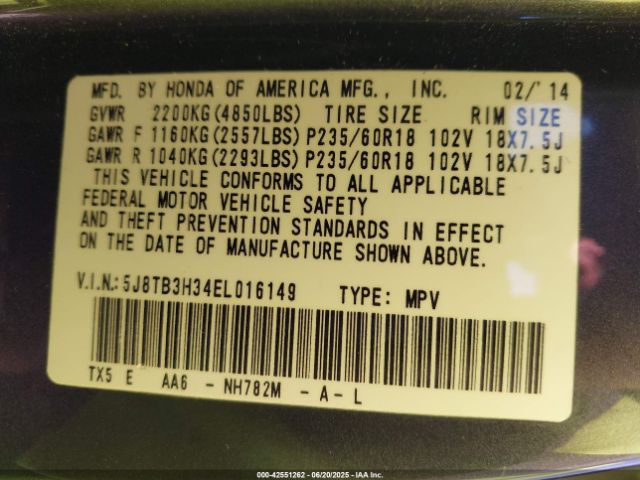 MFD. BY HONDA OF AMERICA MFG., INC. 02/'14
GVWR 2200KG(4850LBS) TIRE SIZE RIM SIZE
GAWR F 1160KG(2557LBS) P235/60R18 102V 18X7.5J
GAWR R 1040KG(2293LBS) P235/60R18 102V 18X7.5J
THIS VEHICLE CONFORMS TO ALL APPLICABLE
FEDERAL MOTOR VEHICLE SAFETY
AND THEFT PREVENTION STANDARDS IN EFFECT
ON THE DATE OF MANUFACTURE SHOWN ABOVE.
V.I.N.: 5J8TB3H34EL016149 TYPE: MPV
TX5 E AA6 - NH782M - A - L
000-42551262 | 06/20/2025 | IAA Inc.